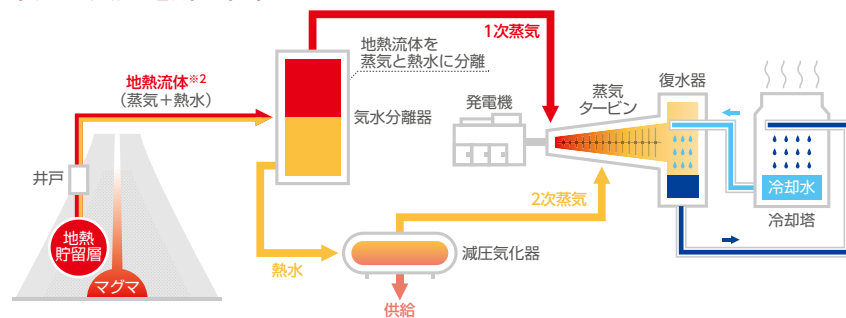 1次蒸気
地熱流体を
蒸気と熱水に分離
地熱流体※2
(蒸気+熱水)
気水分離器
発電機
蒸気
タービン
復水器
井戸
地熱
貯留層
マグマ
熱水
減圧気化器
2次蒸気
供給
冷却水
冷却塔